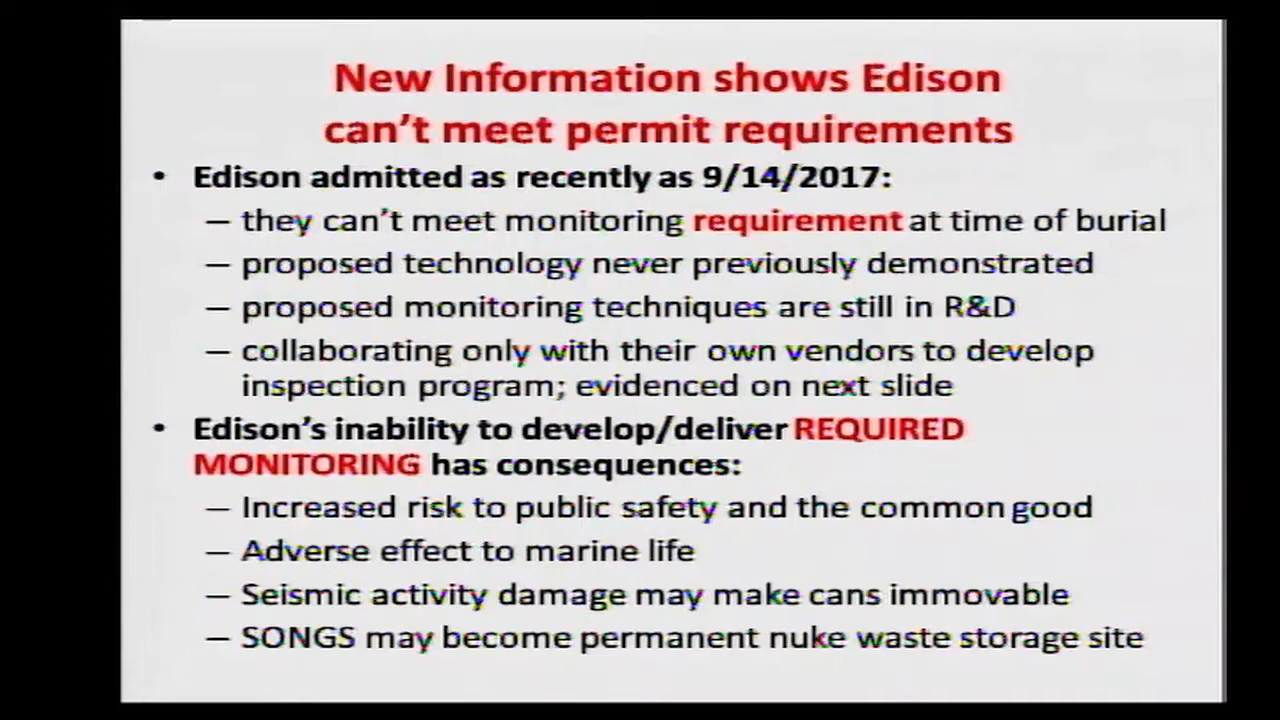 New Information shows Edison
can't meet permit requirements
• Edison admitted as recently as 9/14/2017:
– they can't meet monitoring requirement at time of burial
– proposed technology never previously demonstrated
– proposed monitoring techniques are still in R&D
– collaborating only with their own vendors to develop
inspection program; evidenced on next slide
• Edison's inability to develop/deliver REQUIRED
MONITORING has consequences:
– Increased risk to public safety and the common good
– Adverse effect to marine life
– Seismic activity damage may make cans immovable
– SONGS may become permanent nuke waste storage site